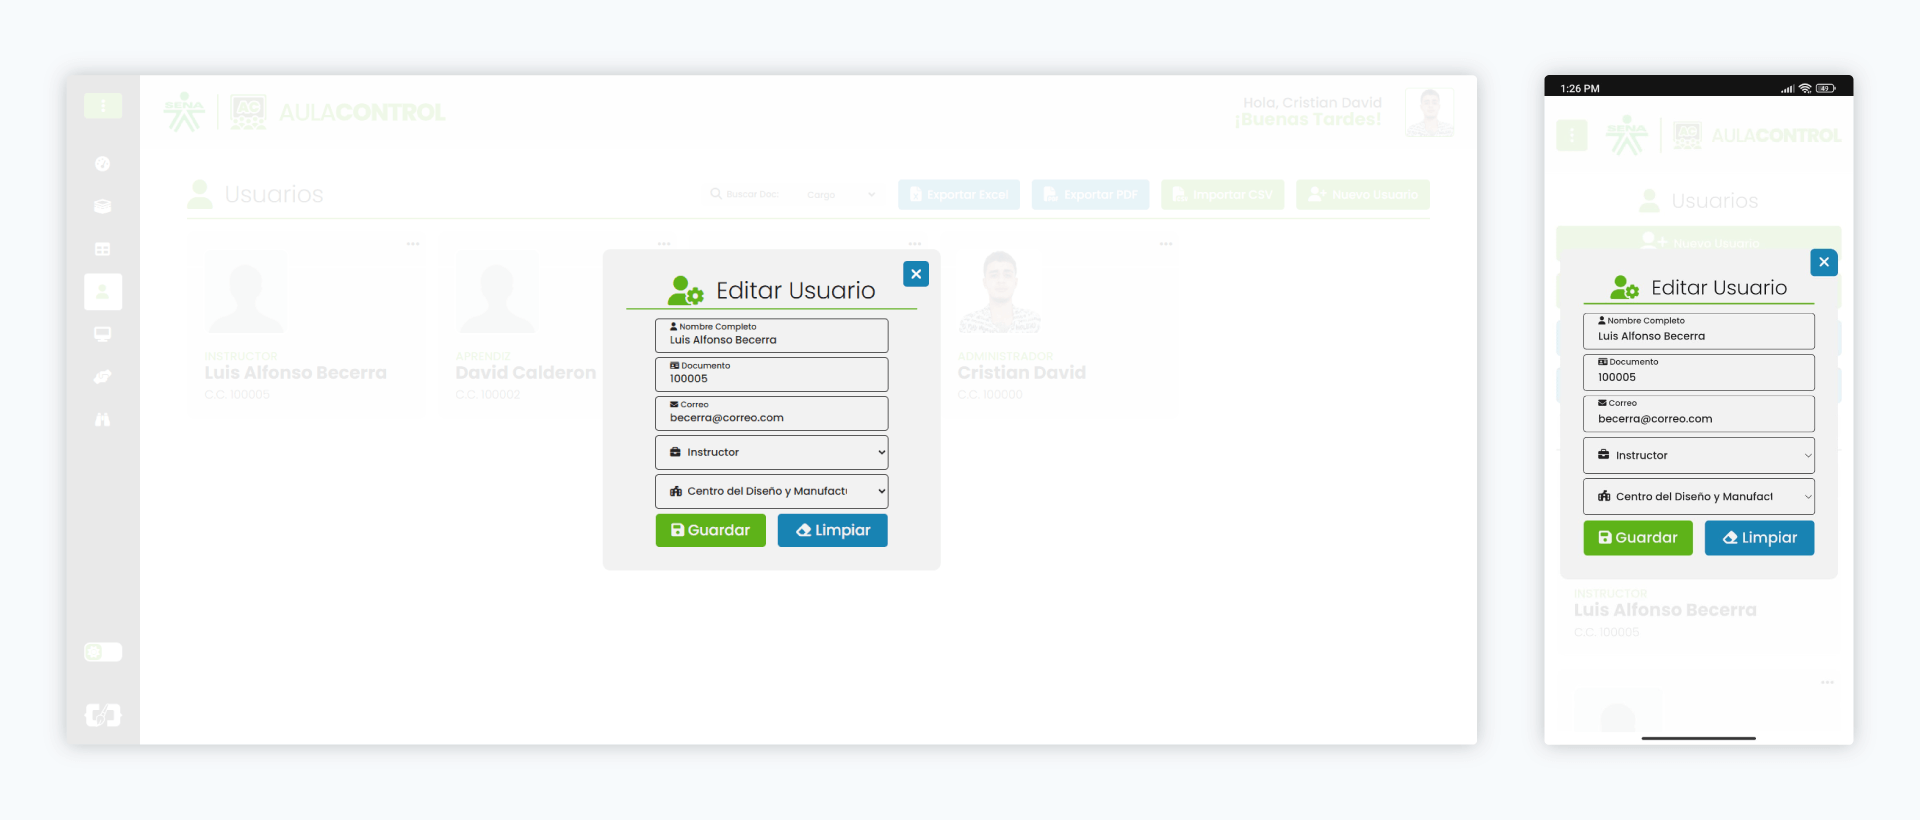 SENA
AC
AULACONTROL
Hola, Cristian David
¡Buenas Tardes!
Usuarios
Buscar Doc:
Cargo
Exportar Excel
Exportar PDF
Importar CSV
Nuevo Usuario
INSTRUCTOR
Luis Alfonso Becerra
C.C. 100005
APRENDIZ
David Calderon
C.C. 100002
ADMINISTRADOR
Cristian David
C.C. 100000
Editar Usuario
Nombre Completo
Luis Alfonso Becerra
Documento
100005
Correo
becerra@correo.com
Instructor
Centro del Diseño y Manufactu
Guardar
Limpiar
1:26 PM
49
SENA
AC
AULACONTROL
Usuarios
Nuevo Usuario
Editar Usuario
Nombre Completo
Luis Alfonso Becerra
Documento
100005
Correo
becerra@correo.com
Instructor
Centro del Diseño y Manufact
Guardar
Limpiar
INSTRUCTOR
Luis Alfonso Becerra
C.C. 100005